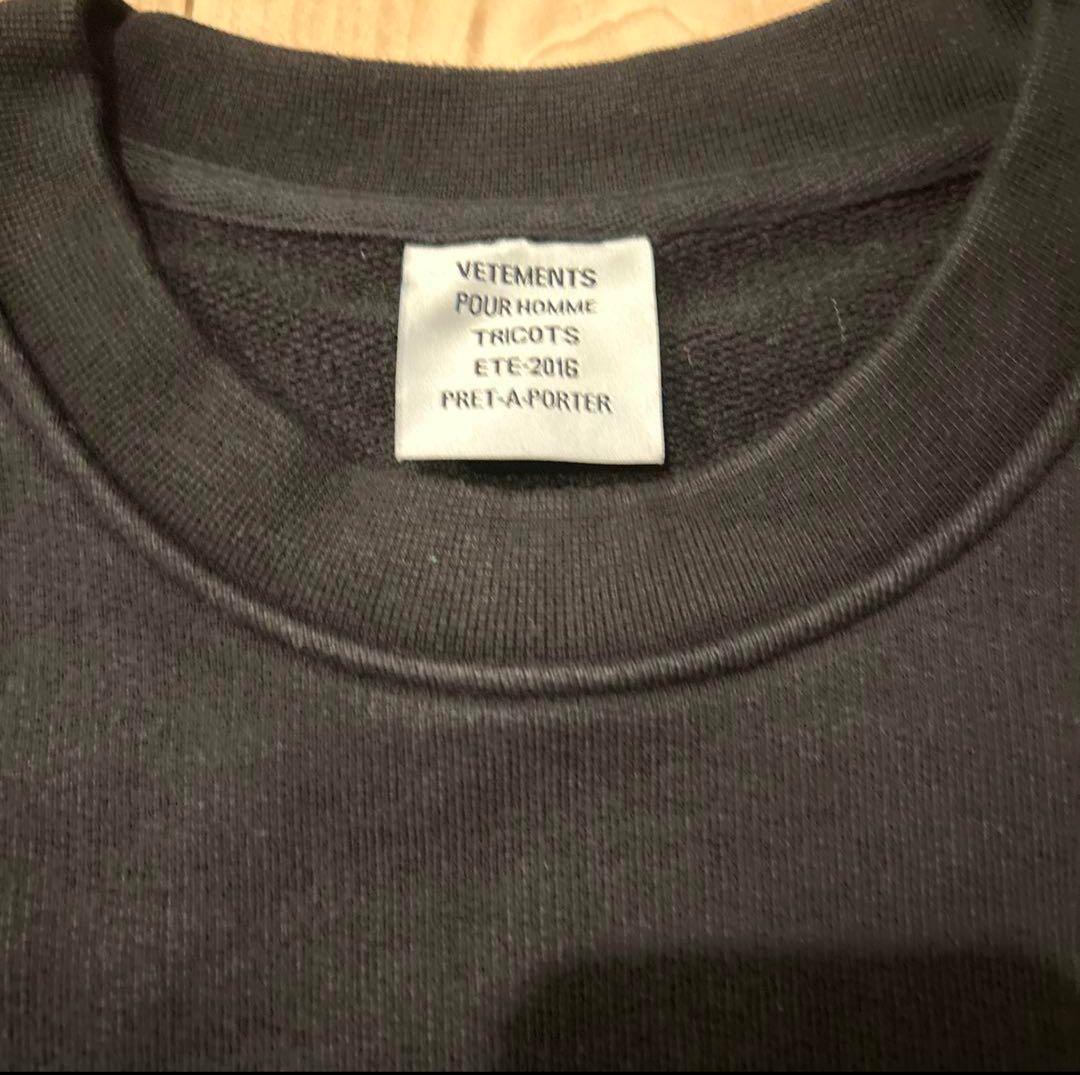 VETEMENTS
POUR HOMME
TRICOTS
ETE-2016
PRET-A-PORTER